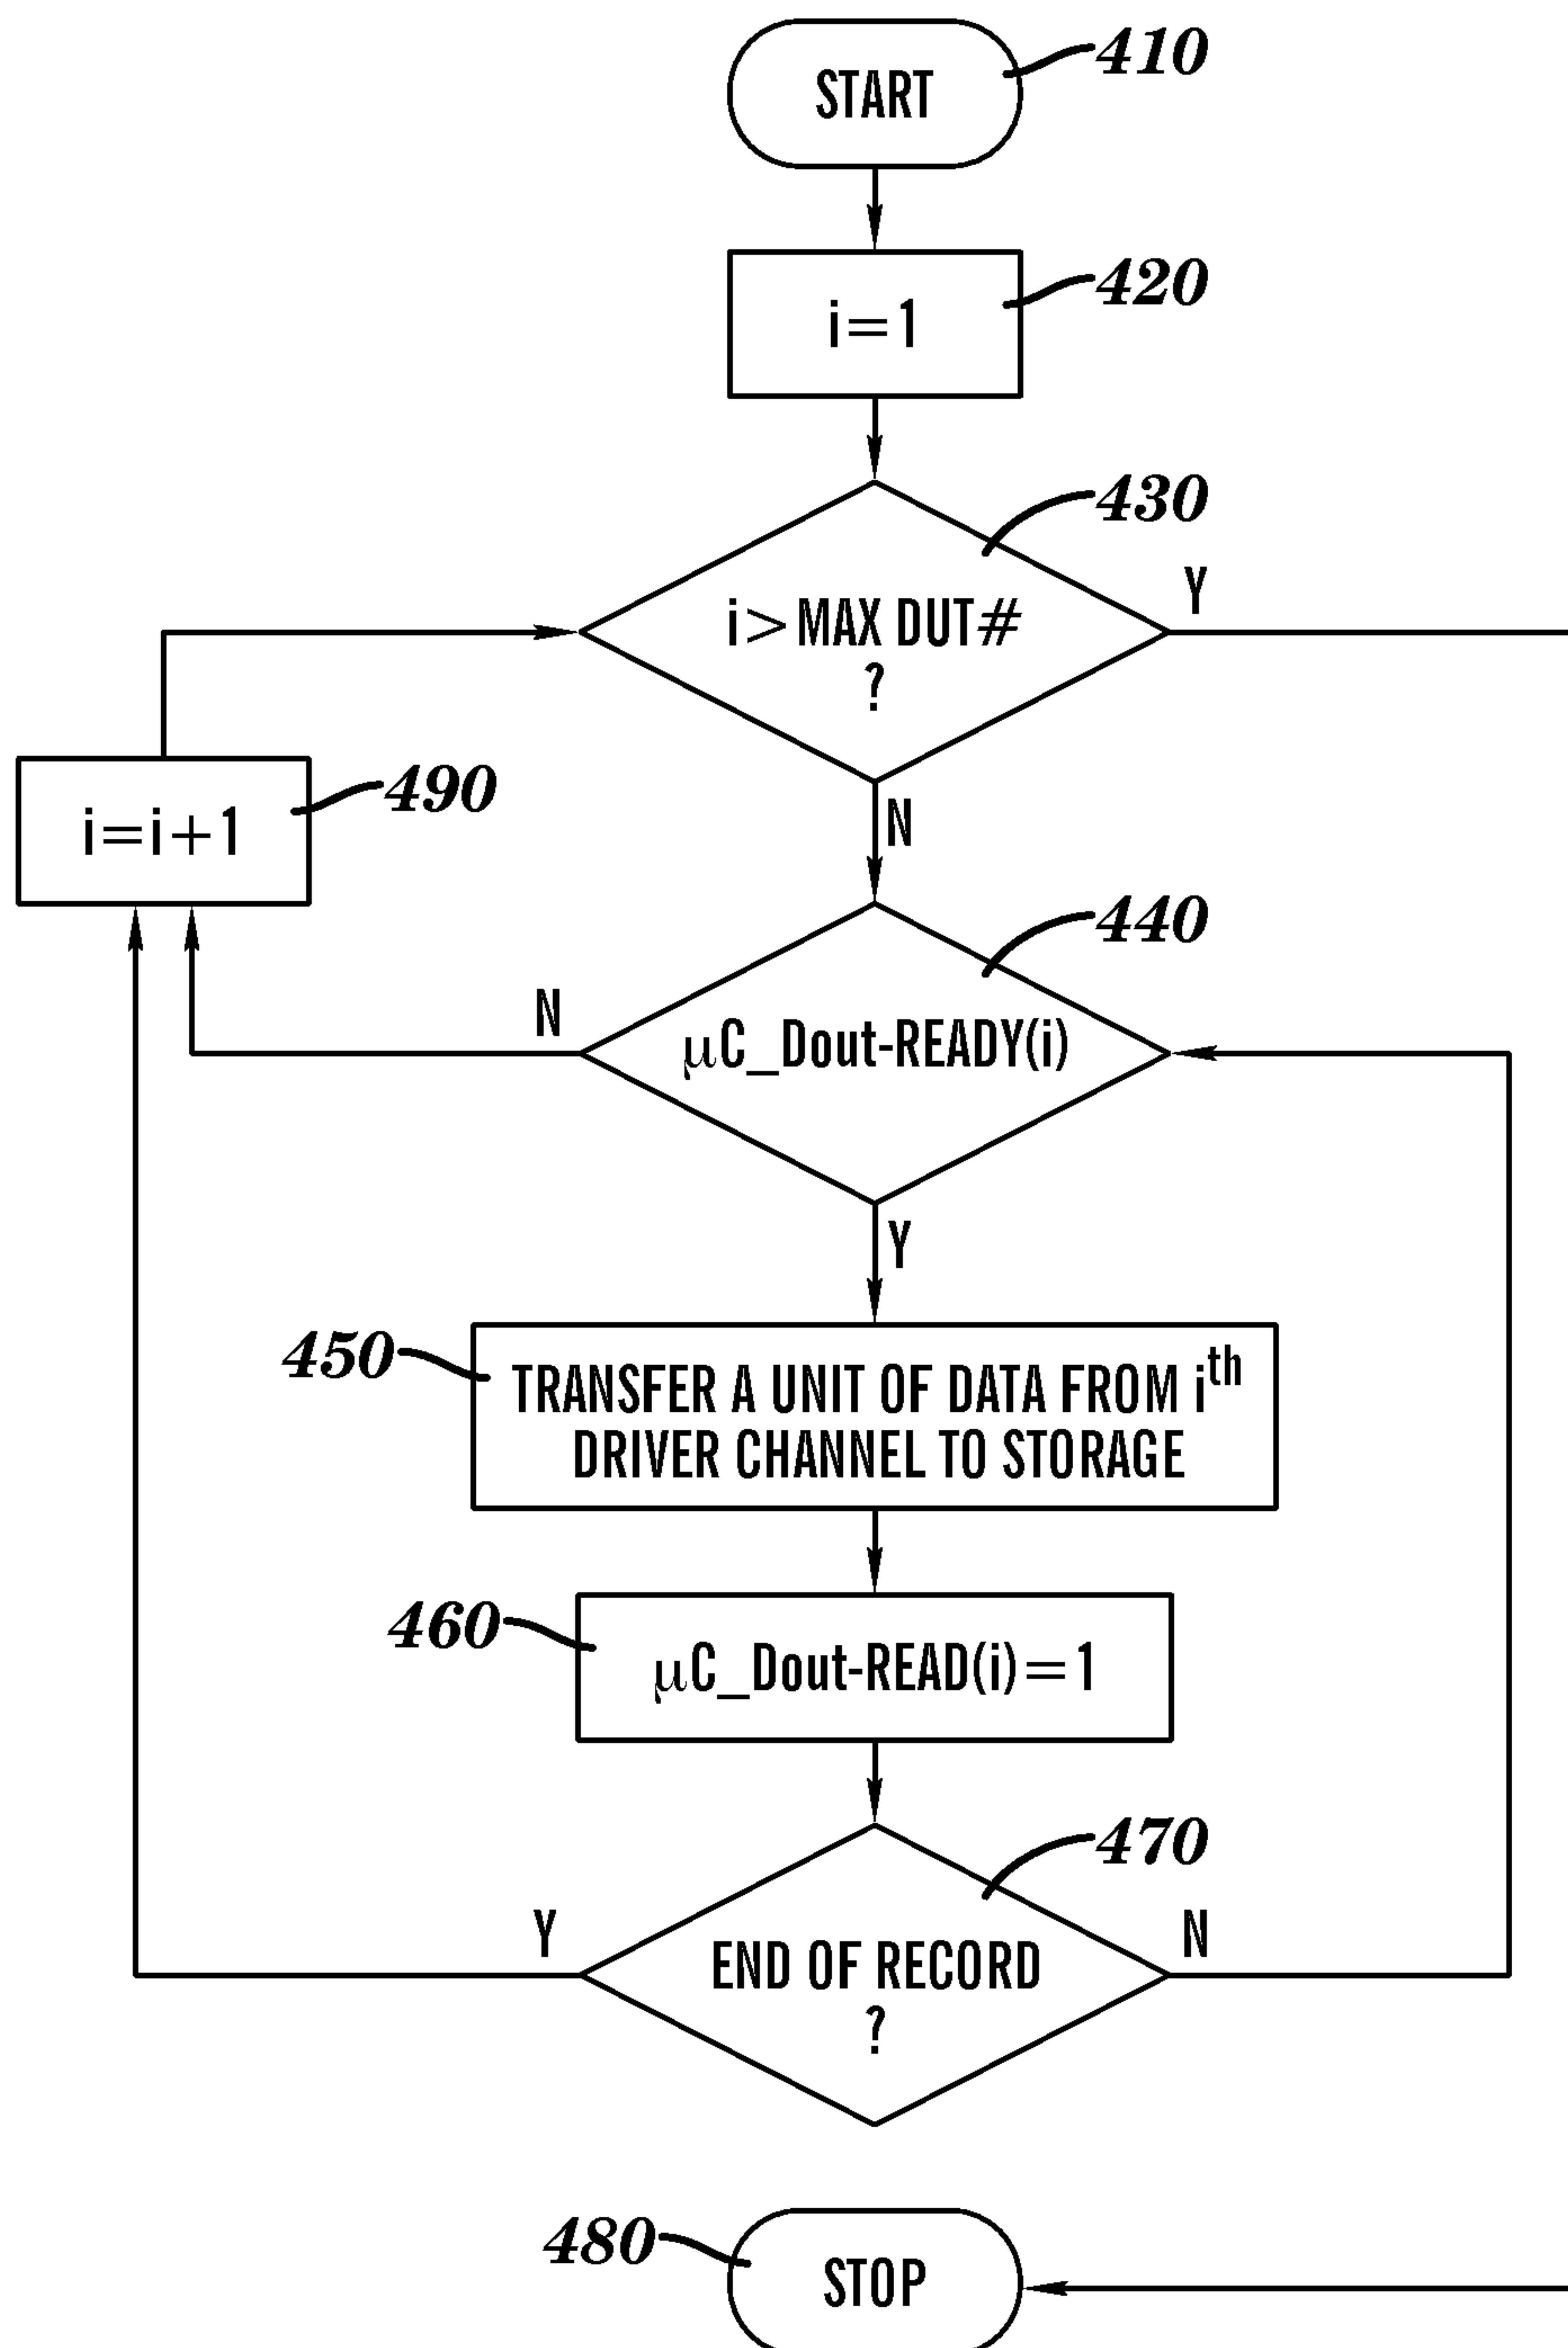 START
410
i=1
420
430
i>MAX DUT#
?
Y
N
i=i+1
490
440
N
μC_Dout-READY(i)
Y
450
TRANSFER A UNIT OF DATA FROM ith
DRIVER CHANNEL TO STORAGE
460
μC_Dout-READ(i)=1
470
Y
N
END OF RECORD
?
480
STOP